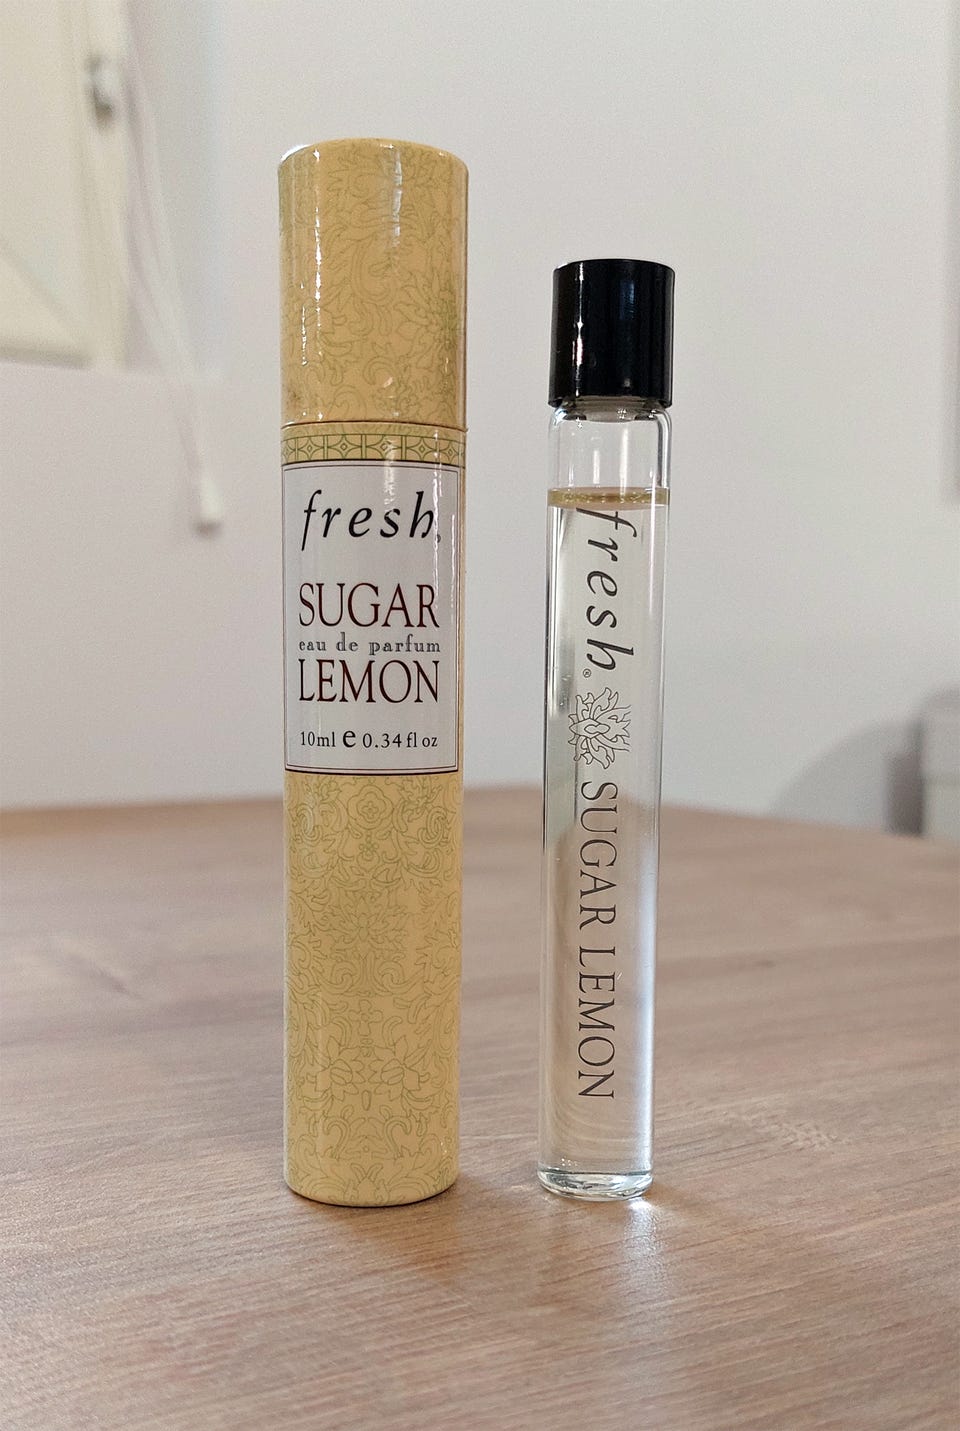 fresh®
SUGAR
eau de parfum
LEMON
10ml e 0.34 fl oz
fresh® SUGAR LEMON